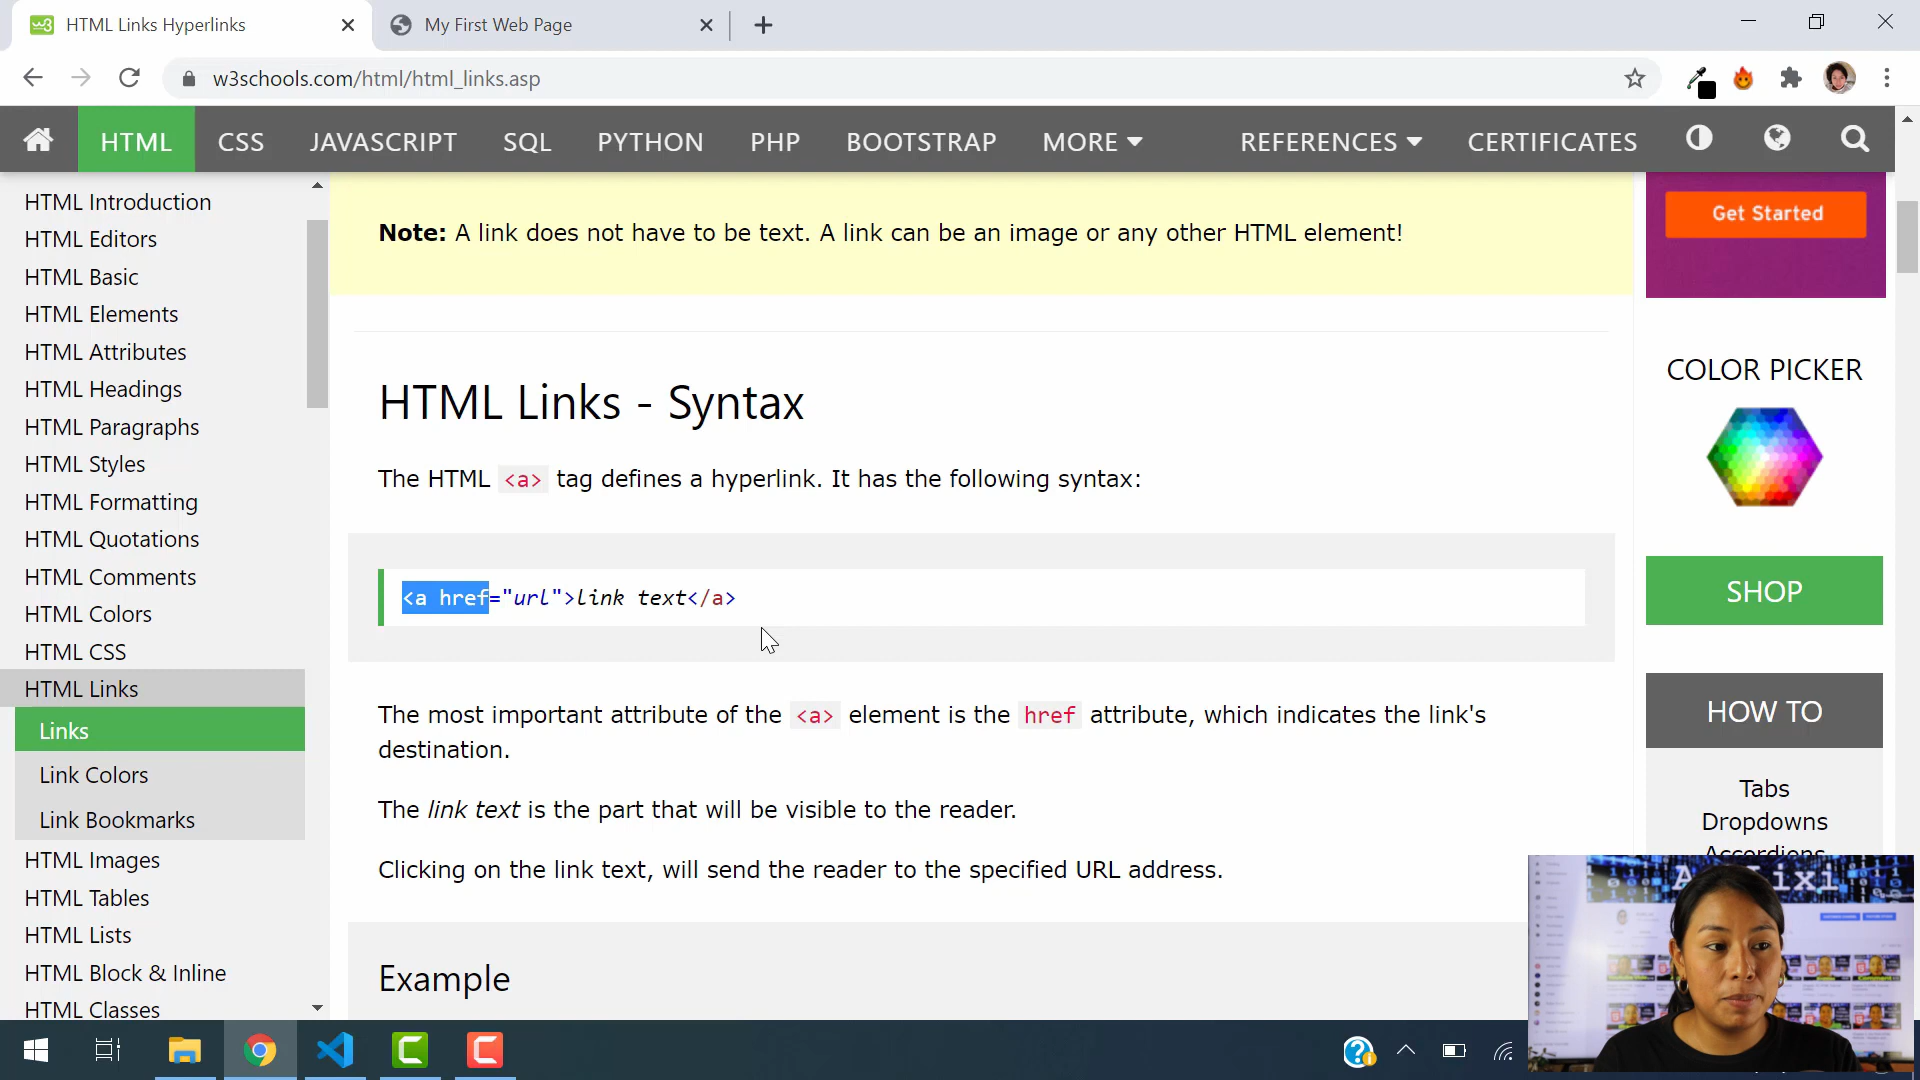 HTML Links Hyperlinks
My First Web Page
w3schools.com/html/html_links.asp
HTML CSS JAVASCRIPT SQL PYTHON PHP BOOTSTRAP MORE REFERENCES CERTIFICATES
HTML Introduction
HTML Editors
HTML Basic
HTML Elements
HTML Attributes
HTML Headings
HTML Paragraphs
HTML Styles
HTML Formatting
HTML Quotations
HTML Comments
HTML Colors
HTML CSS
HTML Links
Links
Link Colors
Link Bookmarks
HTML Images
HTML Tables
HTML Lists
HTML Block & Inline
HTML Classes
Note: A link does not have to be text. A link can be an image or any other HTML element!
HTML Links - Syntax
The HTML <a> tag defines a hyperlink. It has the following syntax:
<a href="url">link text</a>
The most important attribute of the <a> element is the href attribute, which indicates the link's
destination.
The link text is the part that will be visible to the reader.
Clicking on the link text, will send the reader to the specified URL address.
Example
Get Started
COLOR PICKER
SHOP
HOW TO
Tabs
Dropdowns
Accordions